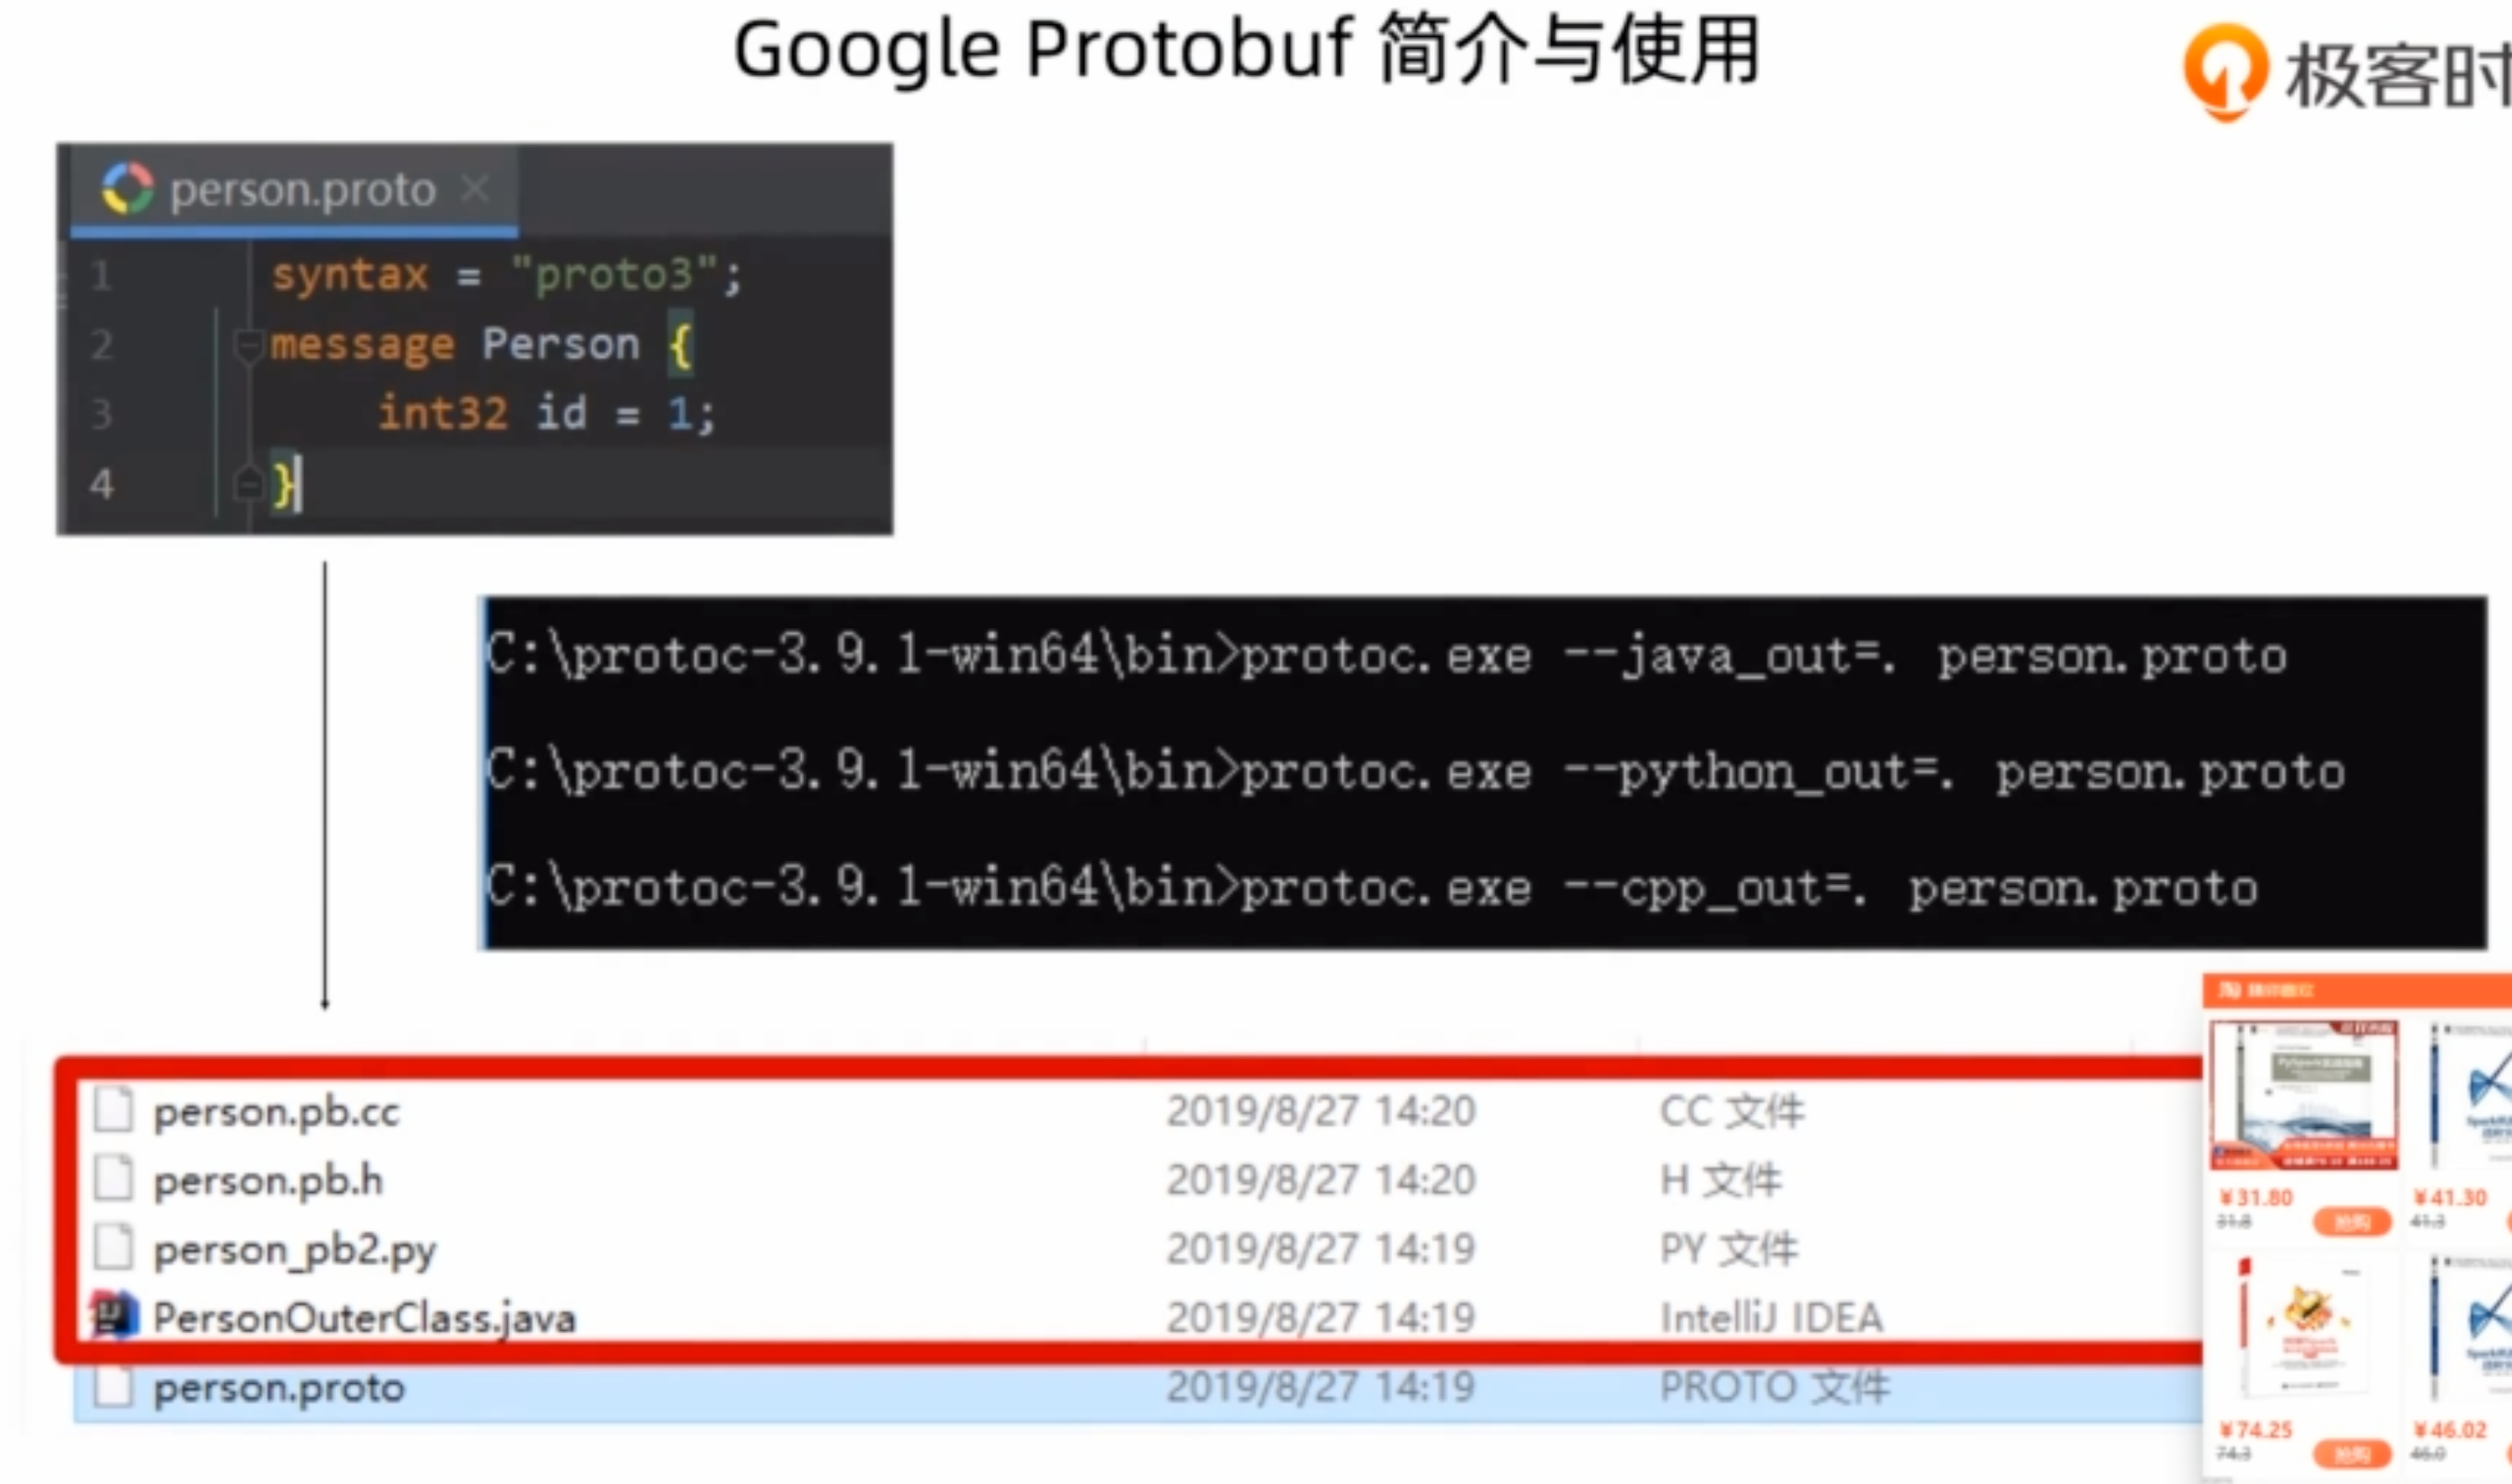 Google Protobuf 简介与使用
极客时
person.proto
1 syntax = "proto3";
2 message Person {
3 int32 id = 1;
4 }
C:\protoc-3.9.1-win64\bin>protoc.exe --java_out=. person.proto
C:\protoc-3.9.1-win64\bin>protoc.exe --python_out=. person.proto
C:\protoc-3.9.1-win64\bin>protoc.exe --cpp_out=. person.proto
person.pb.cc 2019/8/27 14:20 CC 文件
person.pb.h 2019/8/27 14:20 H 文件
person_pb2.py 2019/8/27 14:19 PY 文件
PersonOuterClass.java 2019/8/27 14:19 IntelliJ IDEA
person.proto 2019/8/27 14:19 PROTO 文件
¥31.80 ¥41.30
31.8 抢购 41.3
¥74.25 ¥46.02
74.3 抢购 46.0